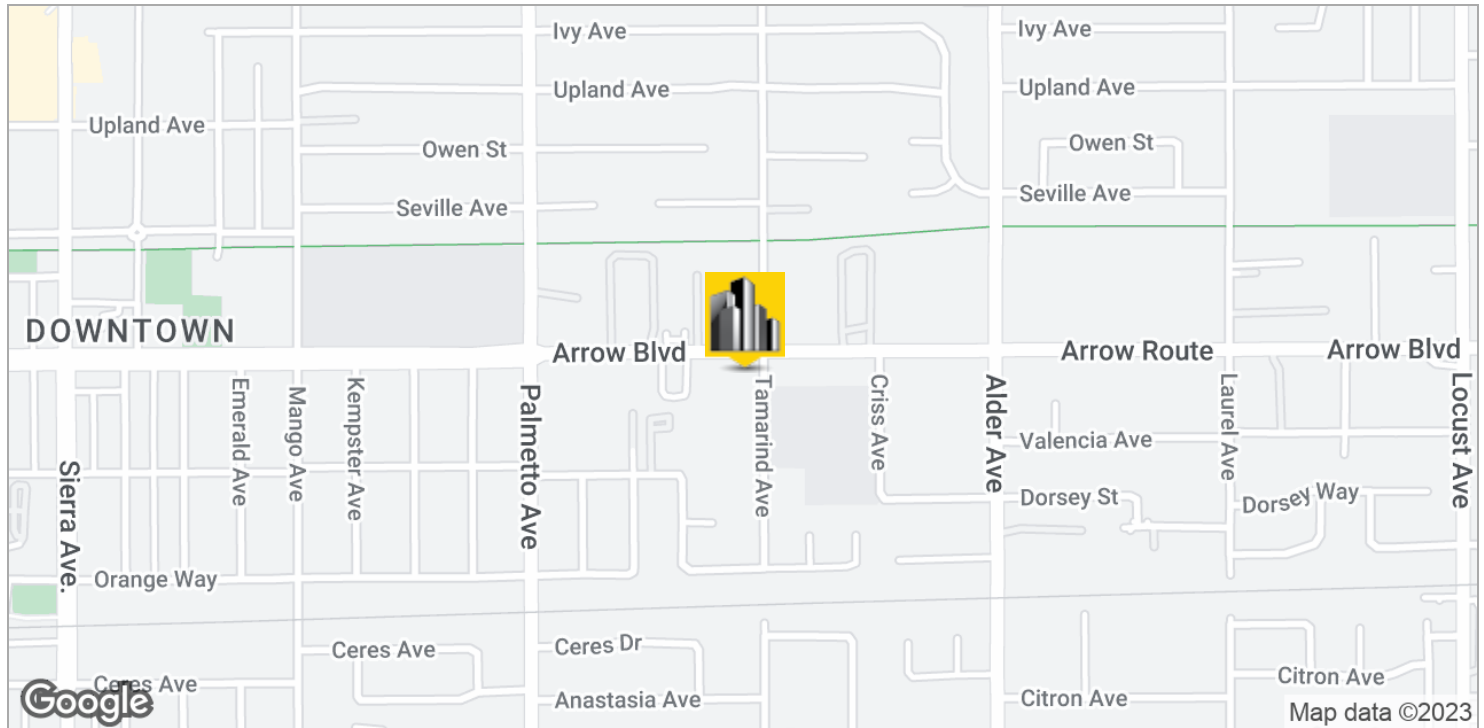 Ivy Ave
Ivy Ave
Upland Ave
Upland Ave
Upland Ave
Owen St
Owen St
Seville Ave
Seville Ave
DOWNTOWN
Arrow Blvd
Arrow Route
Arrow Blvd
Emerald Ave
Mango Ave
Kempster Ave
Palmetto Ave
Tamarind Ave
Criss Ave
Alder Ave
Laurel Ave
Locust Ave
Sierra Ave.
Valencia Ave
Dorsey St
Dorsey Way
Orange Way
Ceres Ave
Ceres Dr
Ceres Ave
Anastasia Ave
Citron Ave
Citron Ave
Google
Map data ©2023